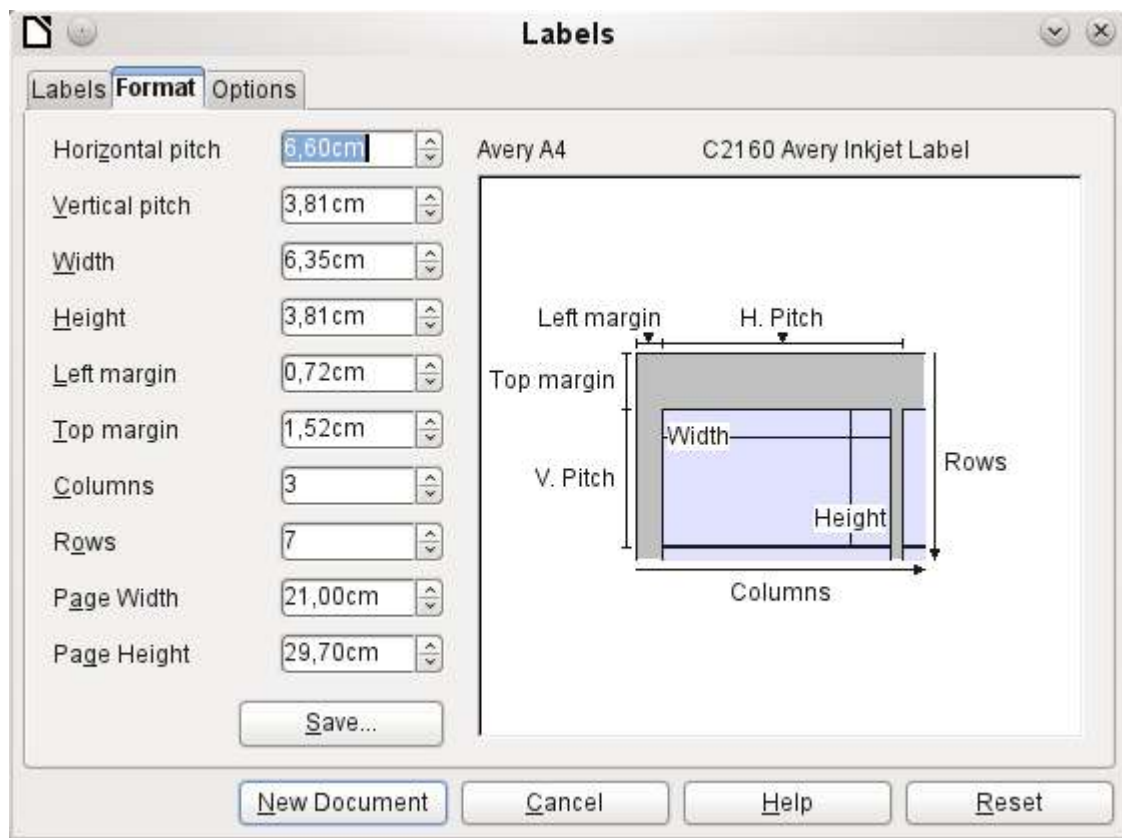 Labels
Labels Format Options
Horizontal pitch 6,60cm
Vertical pitch 3,81cm
Width 6,35cm
Height 3,81cm
Left margin 0,72cm
Top margin 1,52cm
Columns 3
Rows 7
Page Width 21,00cm
Page Height 29,70cm
Save...
Avery A4 C2160 Avery Inkjet Label
Left margin H. Pitch
Top margin
Width
V. Pitch
Rows
Height
Columns
New Document Cancel Help Reset